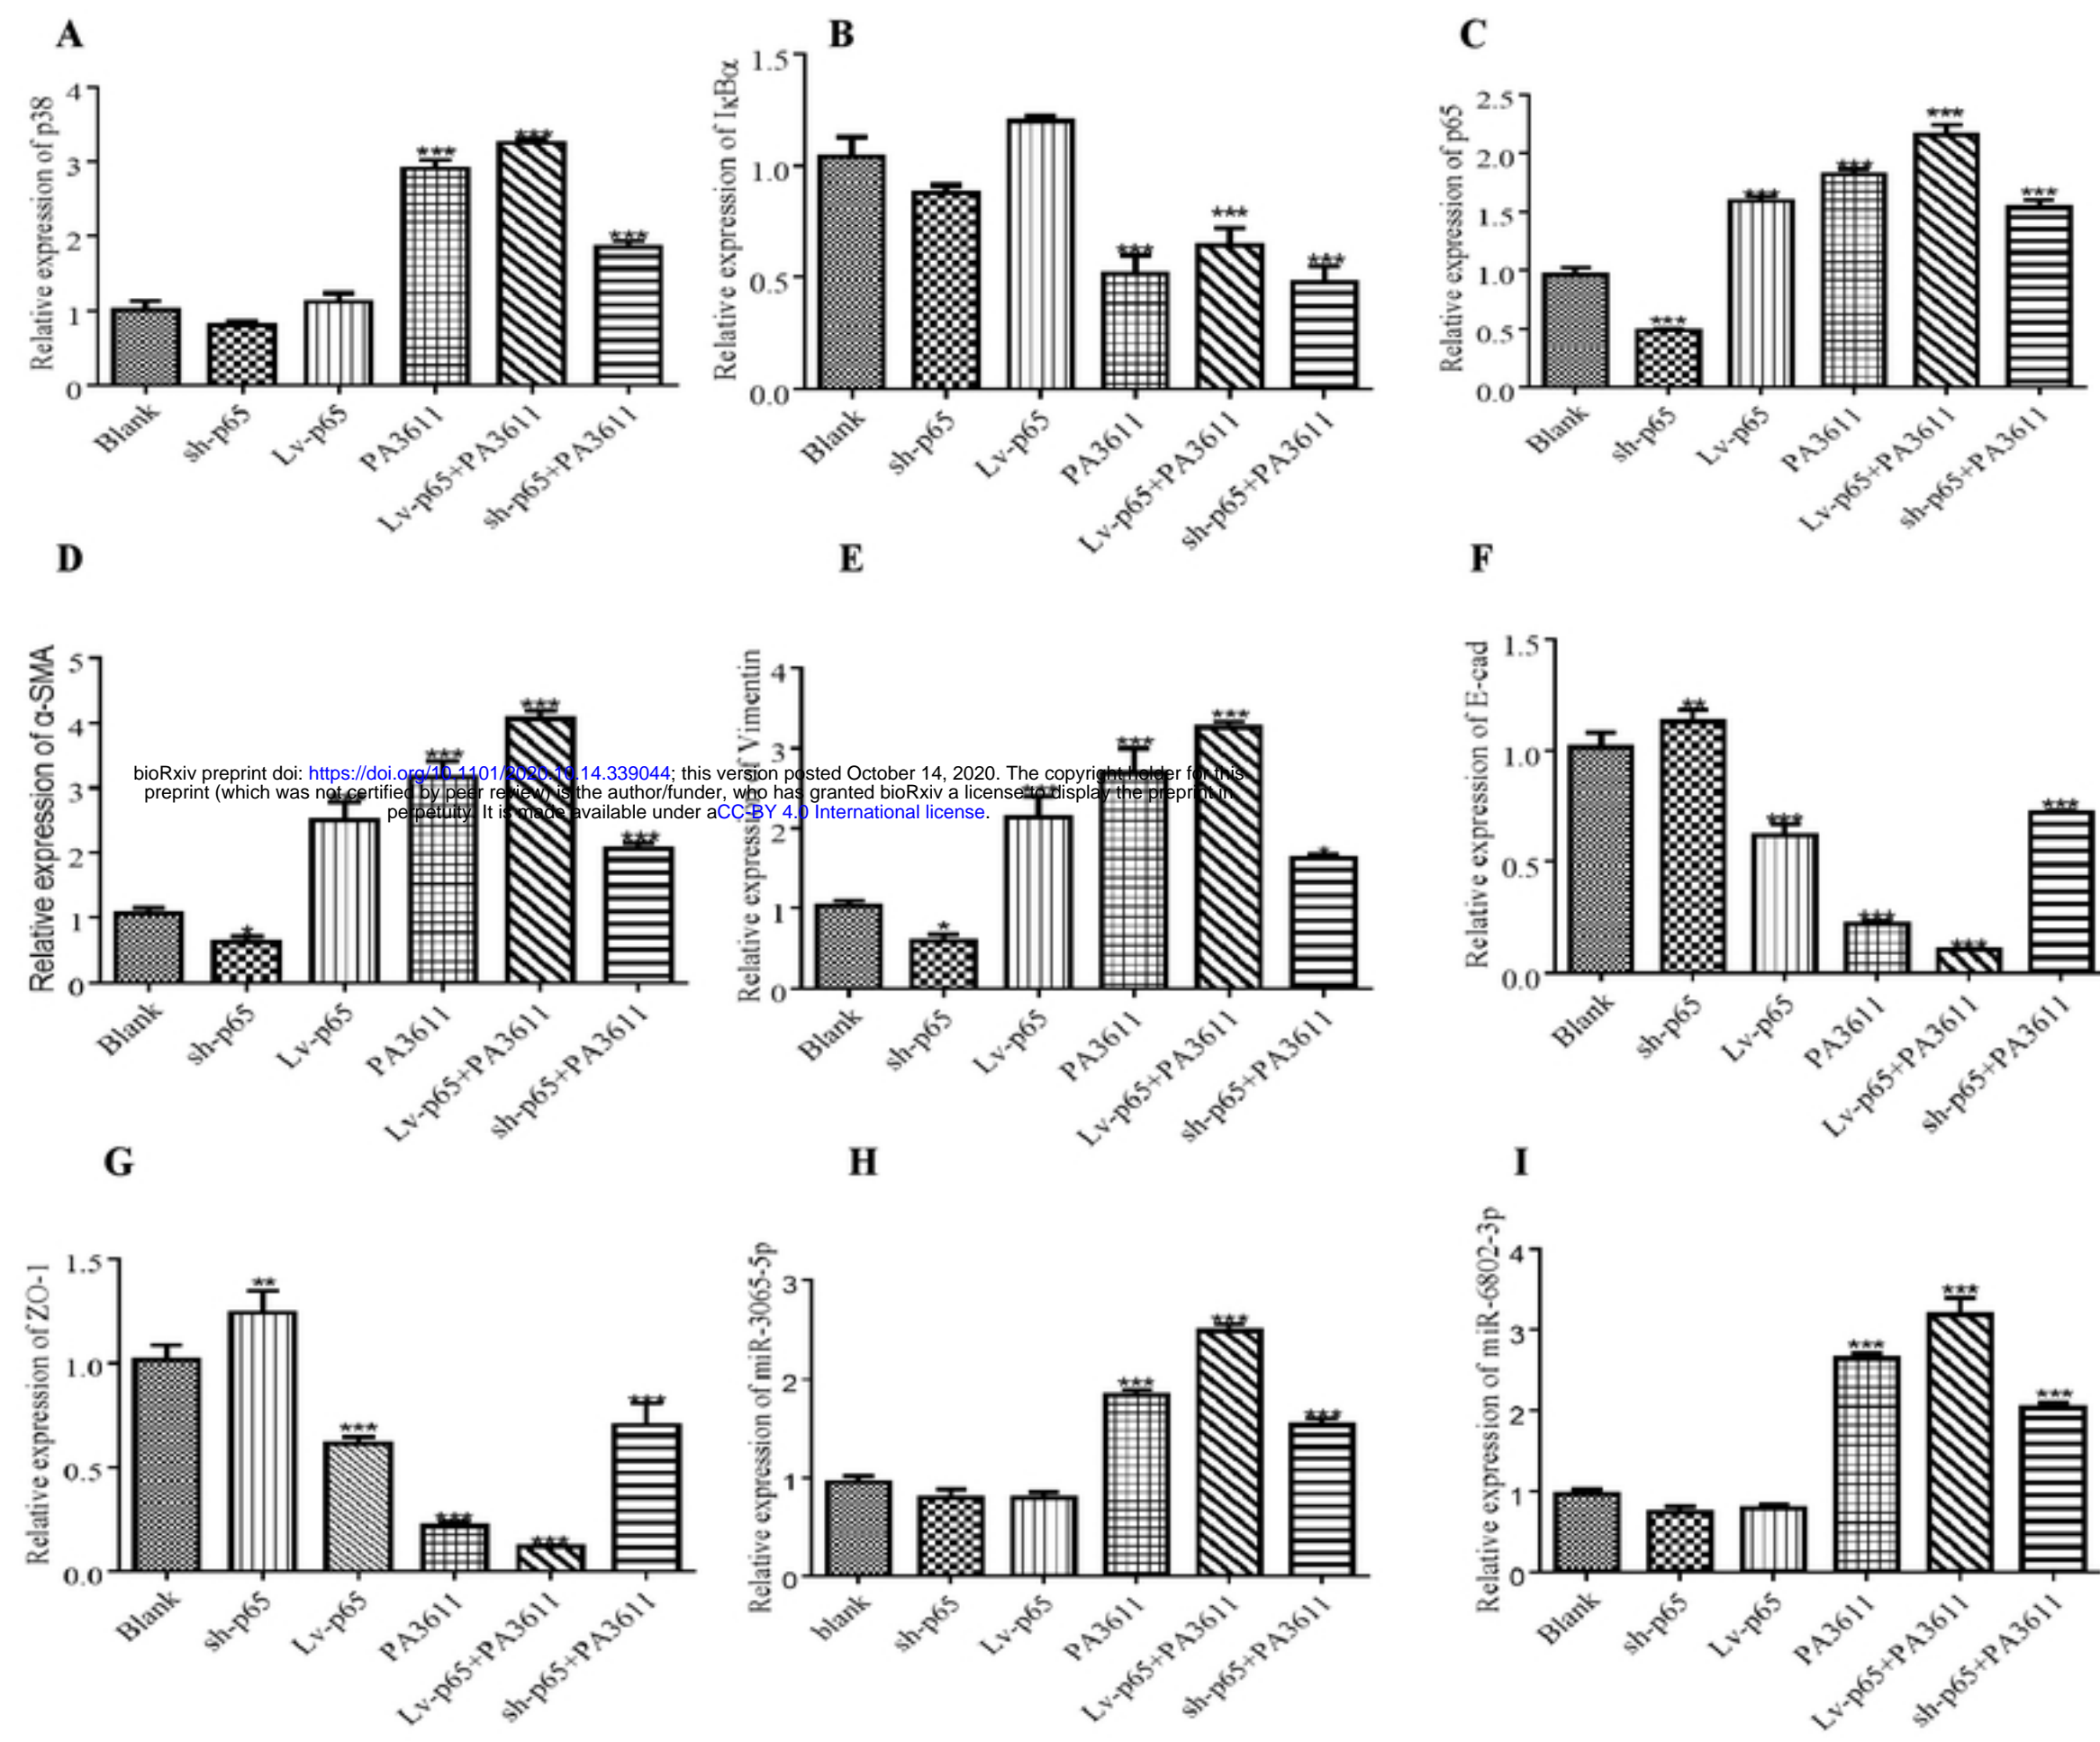 A
B
C
Relative expression of p38
4
3
2
1
0
***
***
***
Blank
sh-p65
Lv-p65
PA3611
Lv-p65+PA3611
sh-p65+PA3611
Relative expression of IκBα
1.5
1.0
0.5
0.0
***
***
***
Blank
sh-p65
Lv-p65
PA3611
Lv-p65+PA3611
sh-p65+PA3611
Relative expression of p65
2.5
2.0
1.5
1.0
0.5
0.0
***
***
***
***
***
Blank
sh-p65
Lv-p65
PA3611
Lv-p65+PA3611
sh-p65+PA3611
D
E
F
Relative expression of α-SMA
5
4
3
2
1
0
*
***
***
***
***
Blank
sh-p65
Lv-p65
PA3611
Lv-p65+PA3611
sh-p65+PA3611
Relative expression of Vimentin
4
3
2
1
0
*
***
***
***
*
Blank
sh-p65
Lv-p65
PA3611
Lv-p65+PA3611
sh-p65+PA3611
Relative expression of E-cad
1.5
1.0
0.5
0.0
**
***
***
***
***
Blank
sh-p65
Lv-p65
PA3611
Lv-p65+PA3611
sh-p65+PA3611
bioRxiv preprint doi: https://doi.org/10.1101/2020.10.14.339044; this version posted October 14, 2020. The copyright holder for this
preprint (which was not certified by peer review) is the author/funder, who has granted bioRxiv a license to display the preprint in
perpetuity. It is made available under aCC-BY 4.0 International license.
G
H
I
Relative expression of ZO-1
1.5
1.0
0.5
0.0
**
***
***
***
***
Blank
sh-p65
Lv-p65
PA3611
Lv-p65+PA3611
sh-p65+PA3611
Relative expression of miR-3065-5p
3
2
1
0
***
***
***
blank
sh-p65
Lv-p65
PA3611
Lv-p65+PA3611
sh-p65+PA3611
Relative expression of miR-6802-3p
4
3
2
1
0
***
***
***
Blank
sh-p65
Lv-p65
PA3611
Lv-p65+PA3611
sh-p65+PA3611